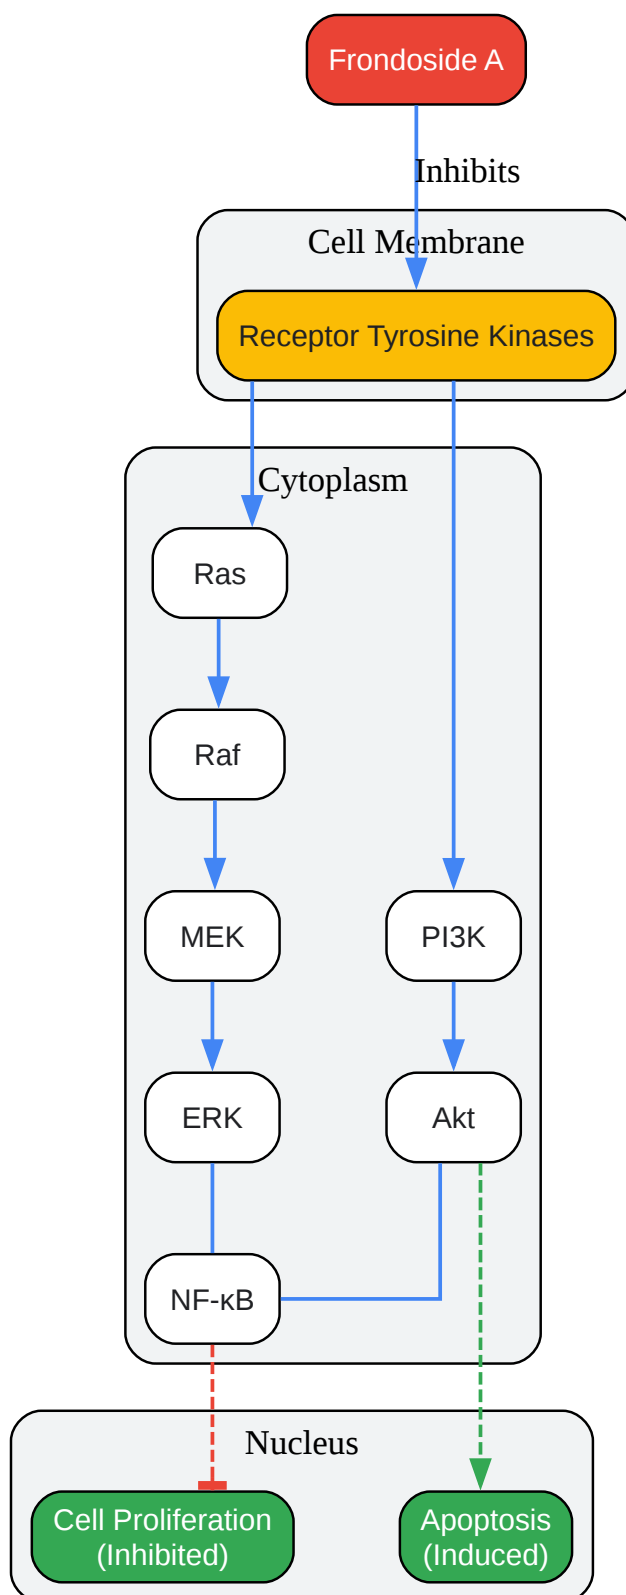 Frondoside A
Inhibits
Cell Membrane
Receptor Tyrosine Kinases
Cytoplasm
Ras
Raf
MEK
PI3K
ERK
Akt
NF-κB
Nucleus
Cell Proliferation
(Inhibited)
Apoptosis
(Induced)